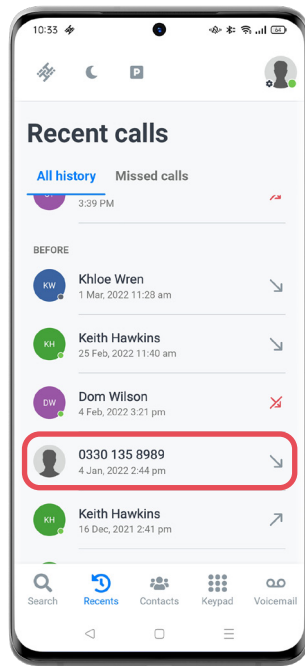 10:33
64
P
Recent calls
All history Missed calls
3:39 PM
BEFORE
KW
Khloe Wren
1 Mar, 2022 11:28 am
KH
Keith Hawkins
25 Feb, 2022 11:40 am
DW
Dom Wilson
4 Feb, 2022 3:21 pm
0330 135 8989
4 Jan, 2022 2:44 pm
KH
Keith Hawkins
16 Dec, 2021 2:41 pm
Search Recents Contacts Keypad Voicemail